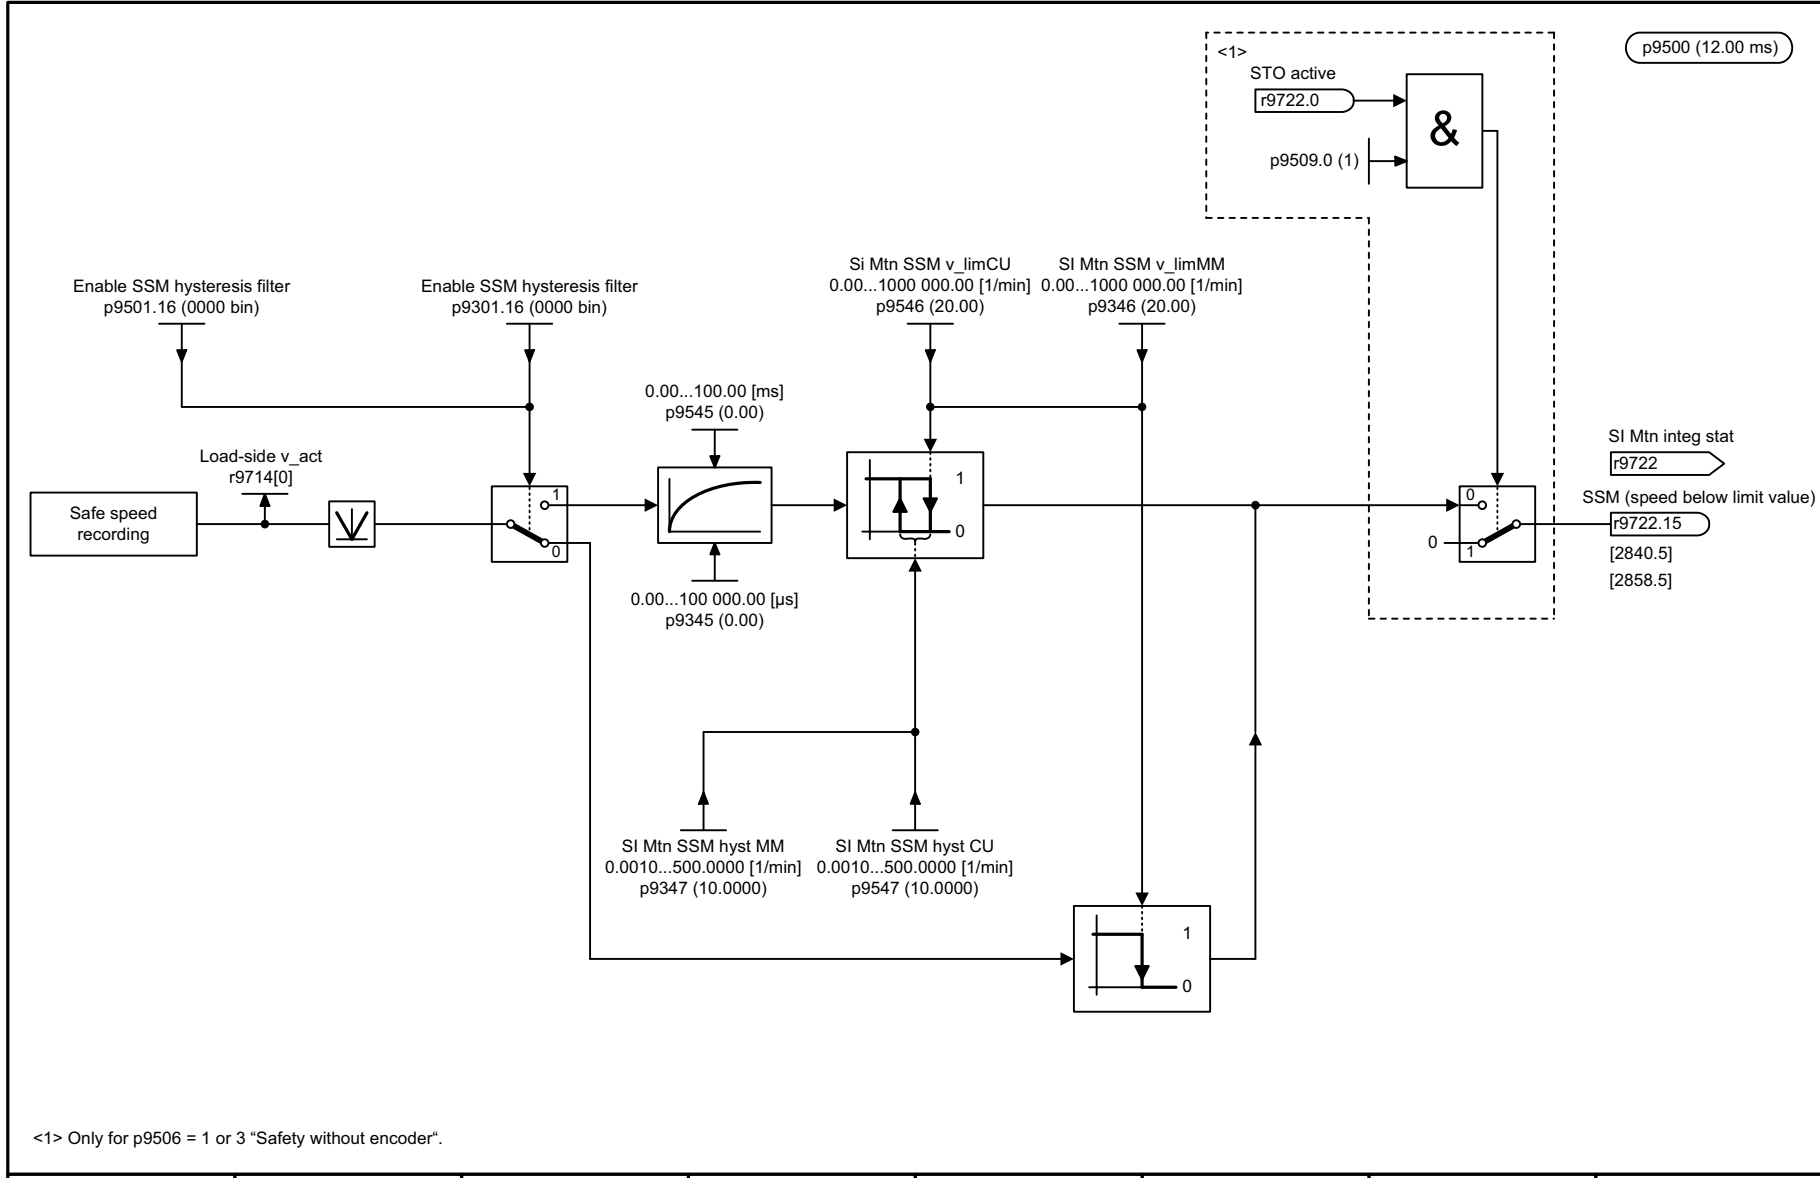 <1>
p9500 (12.00 ms)
STO active
r9722.0
&
p9509.0 (1)
Enable SSM hysteresis filter
p9501.16 (0000 bin)
Enable SSM hysteresis filter
p9301.16 (0000 bin)
Si Mtn SSM v_limCU
0.00...1000 000.00 [1/min]
p9546 (20.00)
SI Mtn SSM v_limMM
0.00...1000 000.00 [1/min]
p9346 (20.00)
0.00...100.00 [ms]
p9545 (0.00)
Load-side v_act
r9714[0]
Safe speed
recording
1
0
0.00...100 000.00 [µs]
p9345 (0.00)
1
0
0
0
1
SI Mtn integ stat
r9722
SSM (speed below limit value)
r9722.15
[2840.5]
[2858.5]
SI Mtn SSM hyst MM
0.0010...500.0000 [1/min]
p9347 (10.0000)
SI Mtn SSM hyst CU
0.0010...500.0000 [1/min]
p9547 (10.0000)
1
0
<1> Only for p9506 = 1 or 3 “Safety without encoder“.